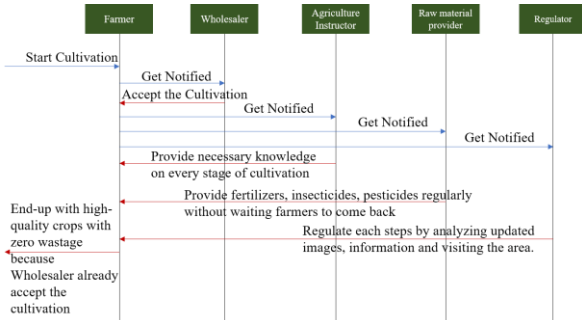 Farmer
Wholesaler
Agriculture
Instructor
Raw material
provider
Regulator
Start Cultivation
Get Notified
Accept the Cultivation
Get Notified
Get Notified
Get Notified
Provide necessary knowledge
on every stage of cultivation
Provide fertilizers, insecticides, pesticides regularly
without waiting farmers to come back
Regulate each steps by analyzing updated
images, information and visiting the area.
End-up with high-
quality crops with
zero wastage
because
Wholesaler already
accept the
cultivation